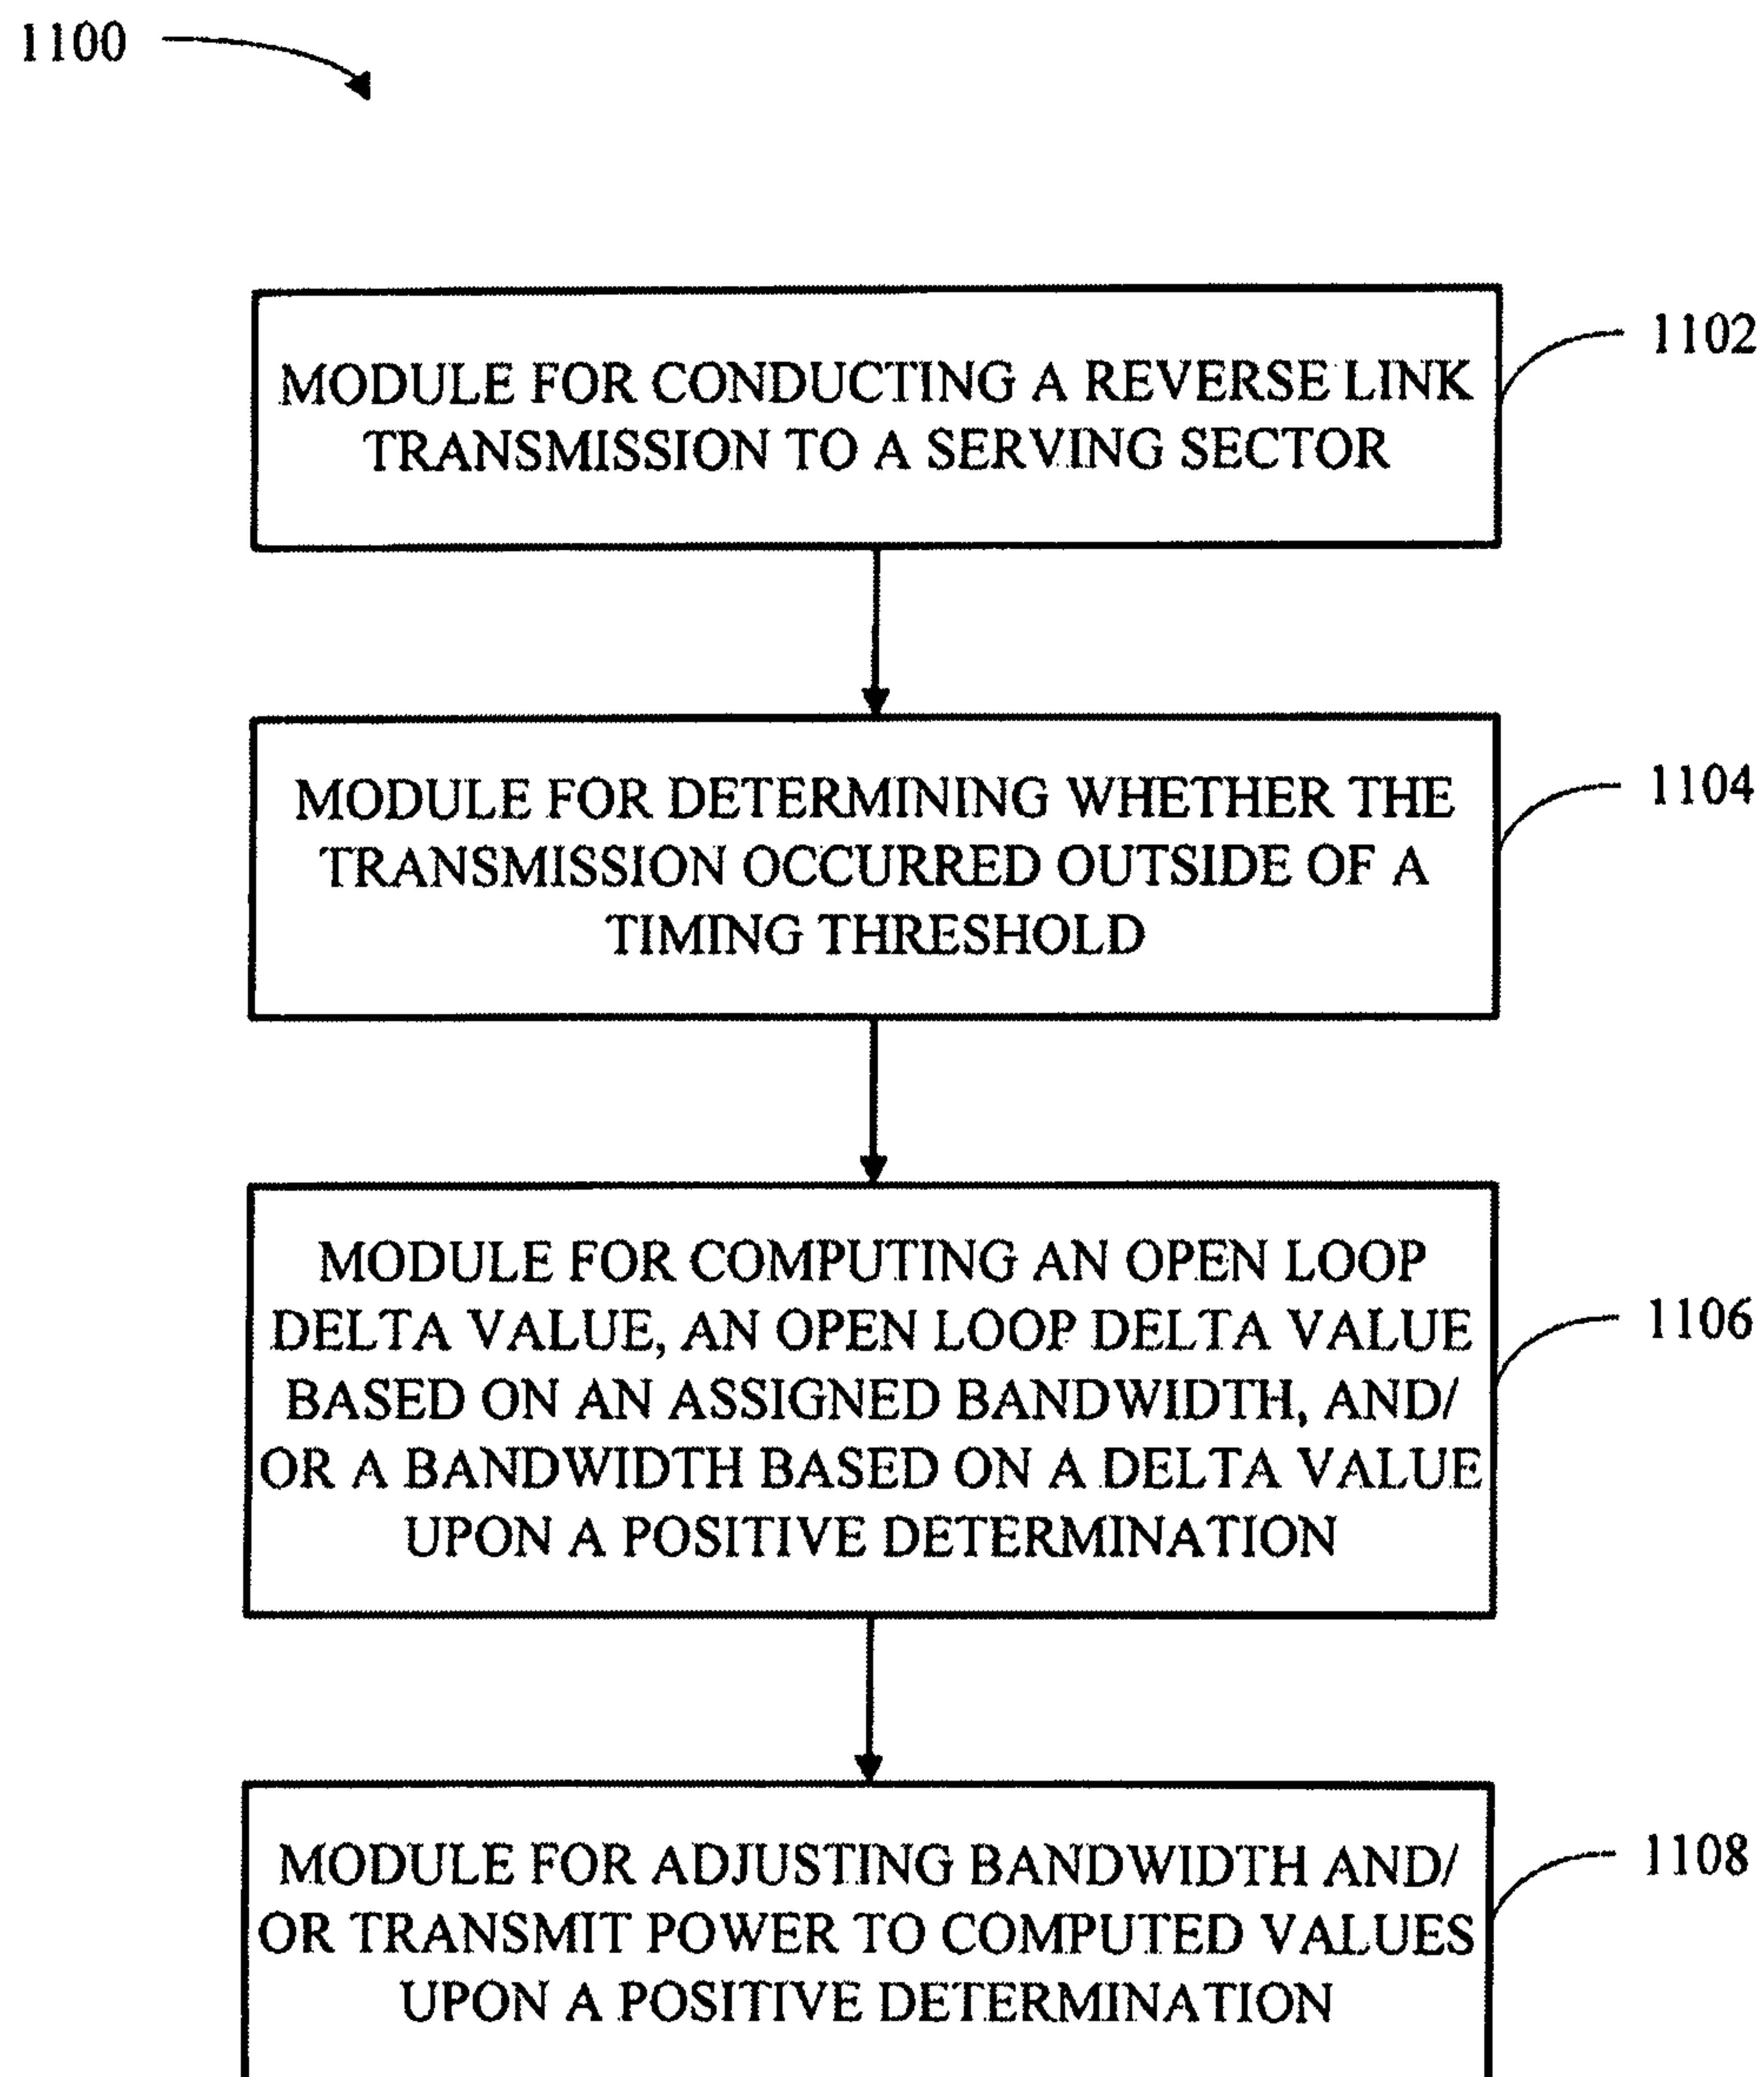 1100
1102
MODULE FOR CONDUCTING A REVERSE LINK
TRANSMISSION TO A SERVING SECTOR
1104
MODULE FOR DETERMINING WHETHER THE
TRANSMISSION OCCURRED OUTSIDE OF A
TIMING THRESHOLD
1106
MODULE FOR COMPUTING AN OPEN LOOP
DELTA VALUE, AN OPEN LOOP DELTA VALUE
BASED ON AN ASSIGNED BANDWIDTH, AND/
OR A BANDWIDTH BASED ON A DELTA VALUE
UPON A POSITIVE DETERMINATION
1108
MODULE FOR ADJUSTING BANDWIDTH AND/
OR TRANSMIT POWER TO COMPUTED VALUES
UPON A POSITIVE DETERMINATION